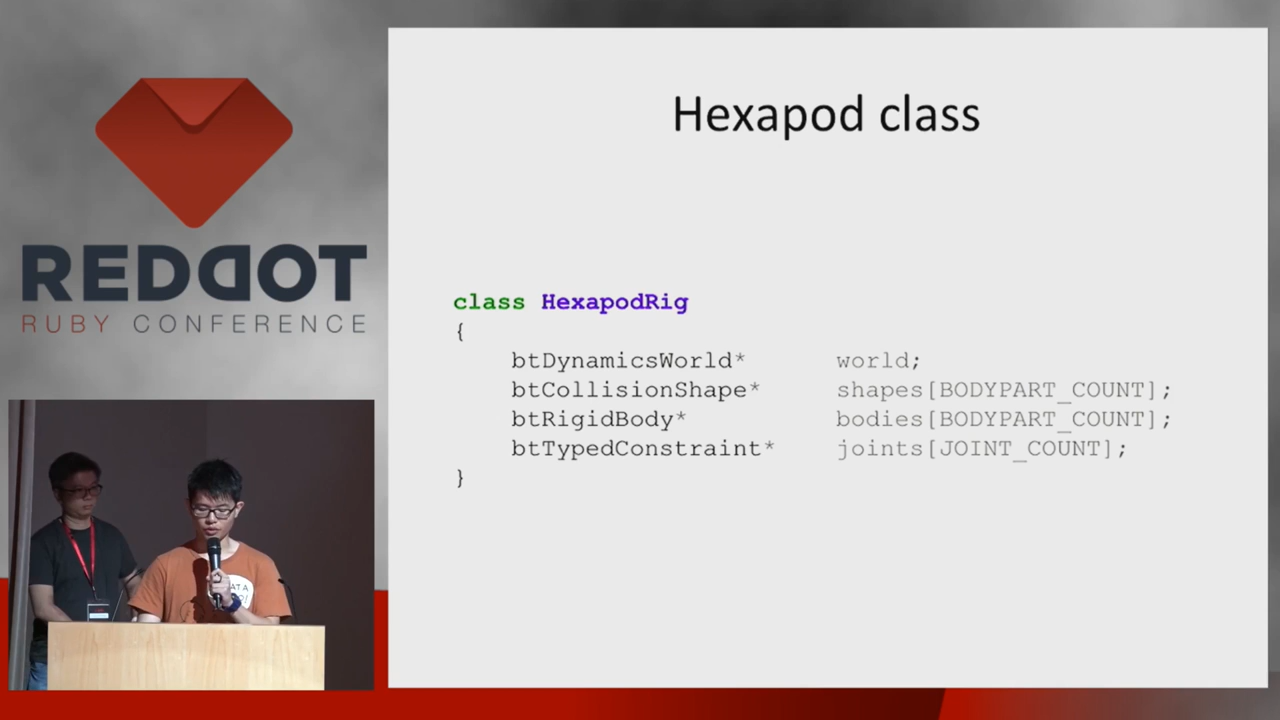 REDDOT
RUBY CONFERENCE
Hexapod class
class HexapodRig
{
btDynamicsWorld* world;
btCollisionShape* shapes[BODYPART_COUNT];
btRigidBody* bodies[BODYPART_COUNT];
btTypedConstraint* joints[JOINT_COUNT];
}